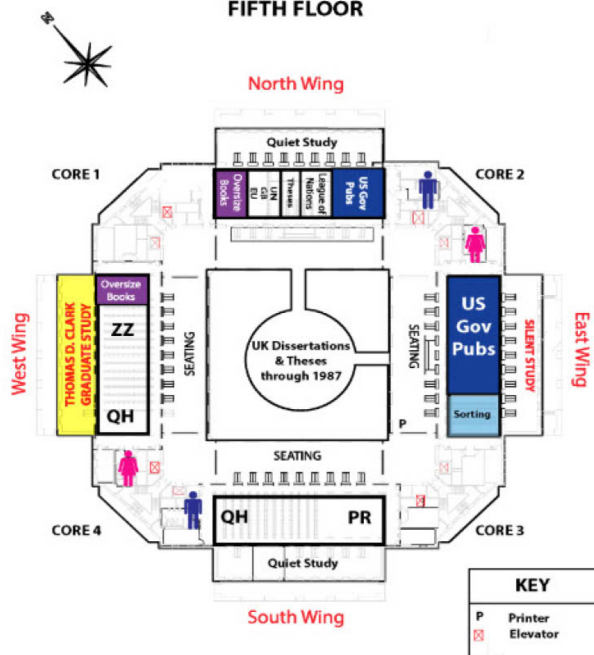 FIFTH FLOOR
N
North Wing
Quiet Study
CORE 1
CORE 2
Oversize
Books
EU
GB
UN
Theses
League of
Nations
US Gov
Pubs
West Wing
THOMAS D. CLARK
GRADUATE STUDY
Oversize
Books
ZZ
QH
SEATING
UK Dissertations
& Theses
through 1987
SEATING
P
US
Gov
Pubs
Sorting
SILENT STUDY
East Wing
SEATING
CORE 4
QH
PR
CORE 3
Quiet Study
South Wing
KEY
P Printer
Elevator